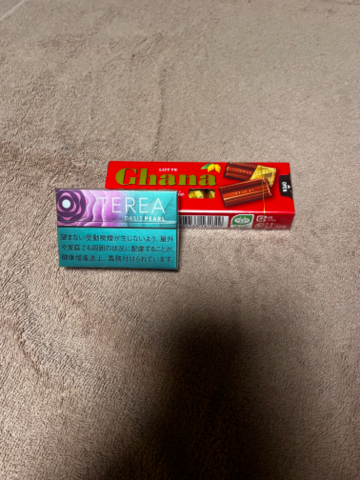 LOTTE
Ghana
TEREA
OASIS PEARL
望まない受動喫煙が生じないよう、屋外
や家庭でも周囲の状況に配慮することが、
健康増進法上、義務付けられています。